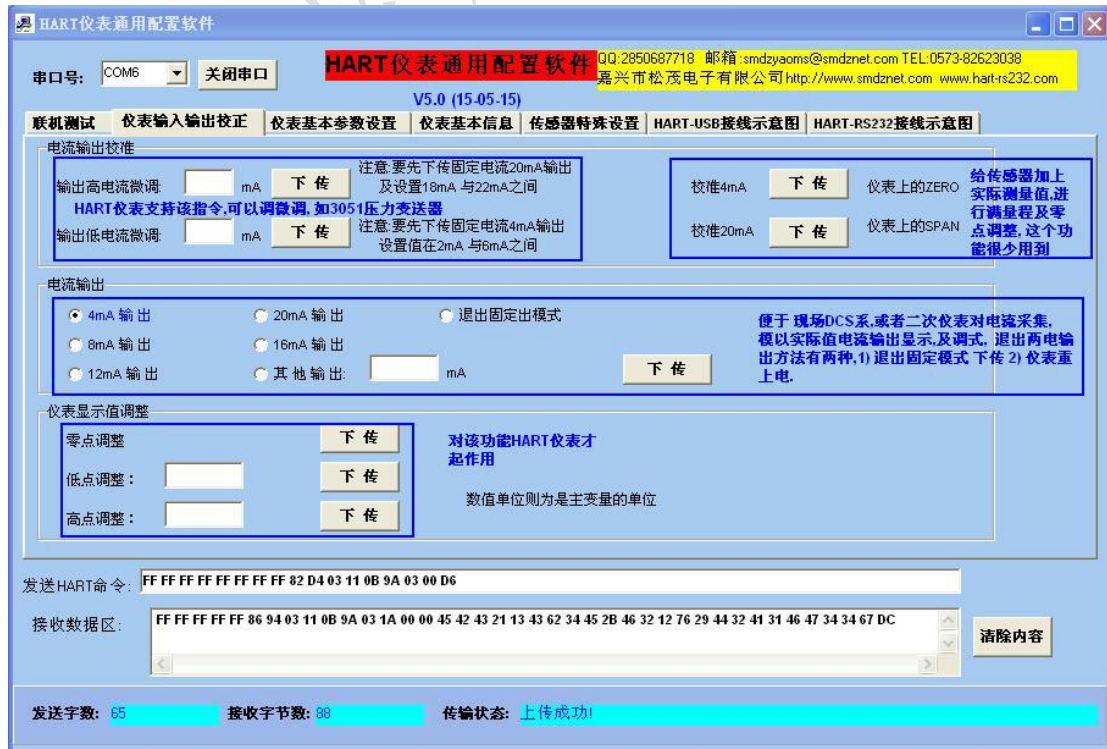 HART仪表通用配置软件
串口号:
COM6
关闭串口
HART仪表通用配置软件
QQ:2850687718 邮箱:smdzyaoms@smdznet.com TEL:0573-82623038
嘉兴市松茂电子有限公司 http://www.smdznet.com www.hart-rs232.com
V5.0 (15-05-15)
联机测试
仪表输入输出校正
仪表基本参数设置
仪表基本信息
传感器特殊设置
HART-USB接线示意图
HART-RS232接线示意图
电流输出校准
输出高电流微调:
mA
下 传
注意:要先下传固定电流20mA输出
及设置18mA 与22mA之间
HART仪表支持该指令,可以调微调, 如3051压力变送器
输出低电流微调:
mA
下 传
注意:要先下传固定电流4mA输出
设置值在2mA 与6mA之间
校准4mA
下 传
仪表上的ZERO
校准20mA
下 传
仪表上的SPAN
给传感器加上
实际测量值,进
行满量程及零
点调整, 这个功
能很少用到
电流输出
4mA 输 出
20mA 输 出
退出固定出模式
8mA 输 出
16mA 输 出
12mA 输 出
其 他 输 出:
mA
下 传
便于 现场DCS系,或者二次仪表对电流采集,
模以实际值电流输出显示,及调式, 退出两电输
出方法有两种,1) 退出固定模式 下传 2) 仪表重
上电.
仪表显示值调整
零点调整
下 传
低点调整：
下 传
高点调整：
下 传
对该功能HART仪表才
起作用
数值单位则为是主变量的单位
发送HART命令:
FF FF FF FF FF FF FF FF 82 D4 03 11 0B 9A 03 00 D6
接收数据区:
FF FF FF FF FF 86 94 03 11 0B 9A 03 1A 00 00 45 42 43 21 13 43 62 34 45 2B 46 32 12 76 29 44 32 41 31 46 47 34 34 67 DC
清除内容
发送字数: 65
接收字节数: 88
传输状态: 上传成功!